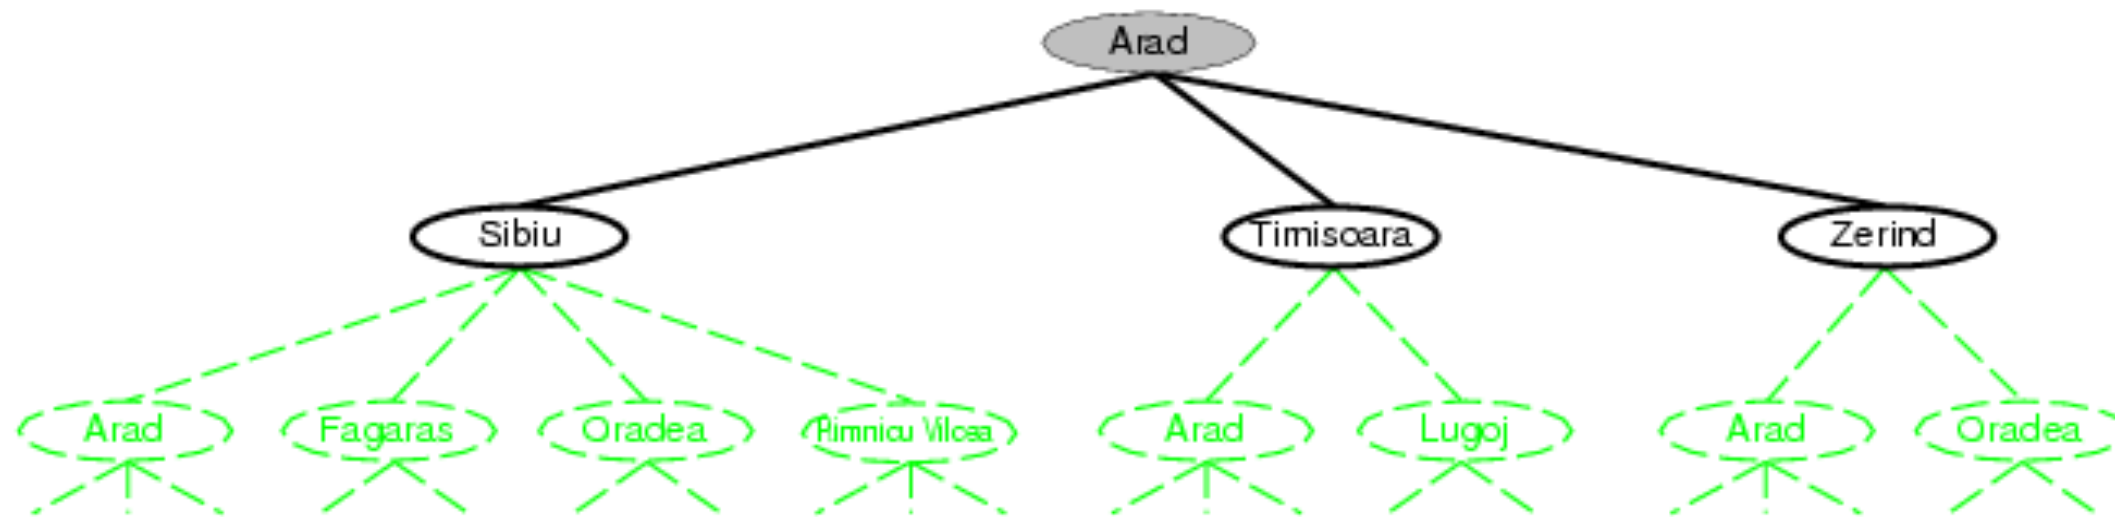 Arad
Sibiu Timisoara Zerind
Arad Fagaras Oradea Rimnicu Vilcea Arad Lugoj Arad Oradea